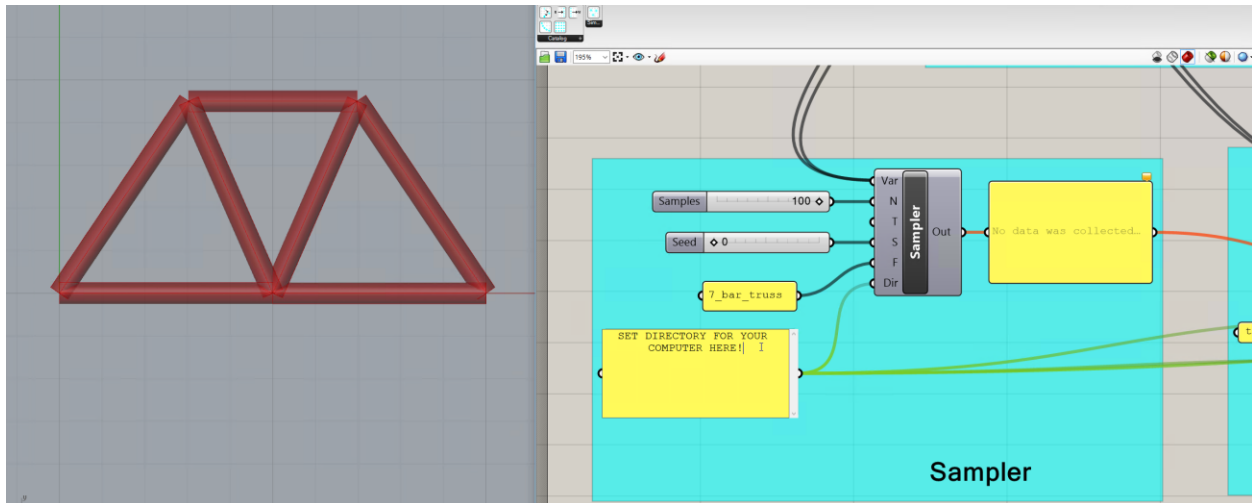 Catalog
Sam...
195%
Var
Samples
100
N
T
Sampler
Out
No data was collected…
Seed
0
S
F
7_bar_truss
Dir
SET DIRECTORY FOR YOUR
COMPUTER HERE!
t
Sampler